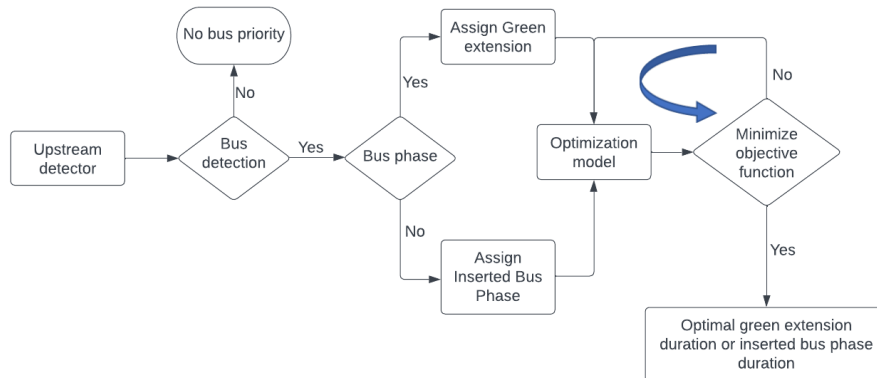 Assign Green
extension
No bus priority
No
Yes
No
Upstream
detector
Bus
detection
Yes
Bus phase
Optimization
model
Minimize
objective
function
No
Assign
Inserted Bus
Phase
Yes
Optimal green extension
duration or inserted bus phase
duration